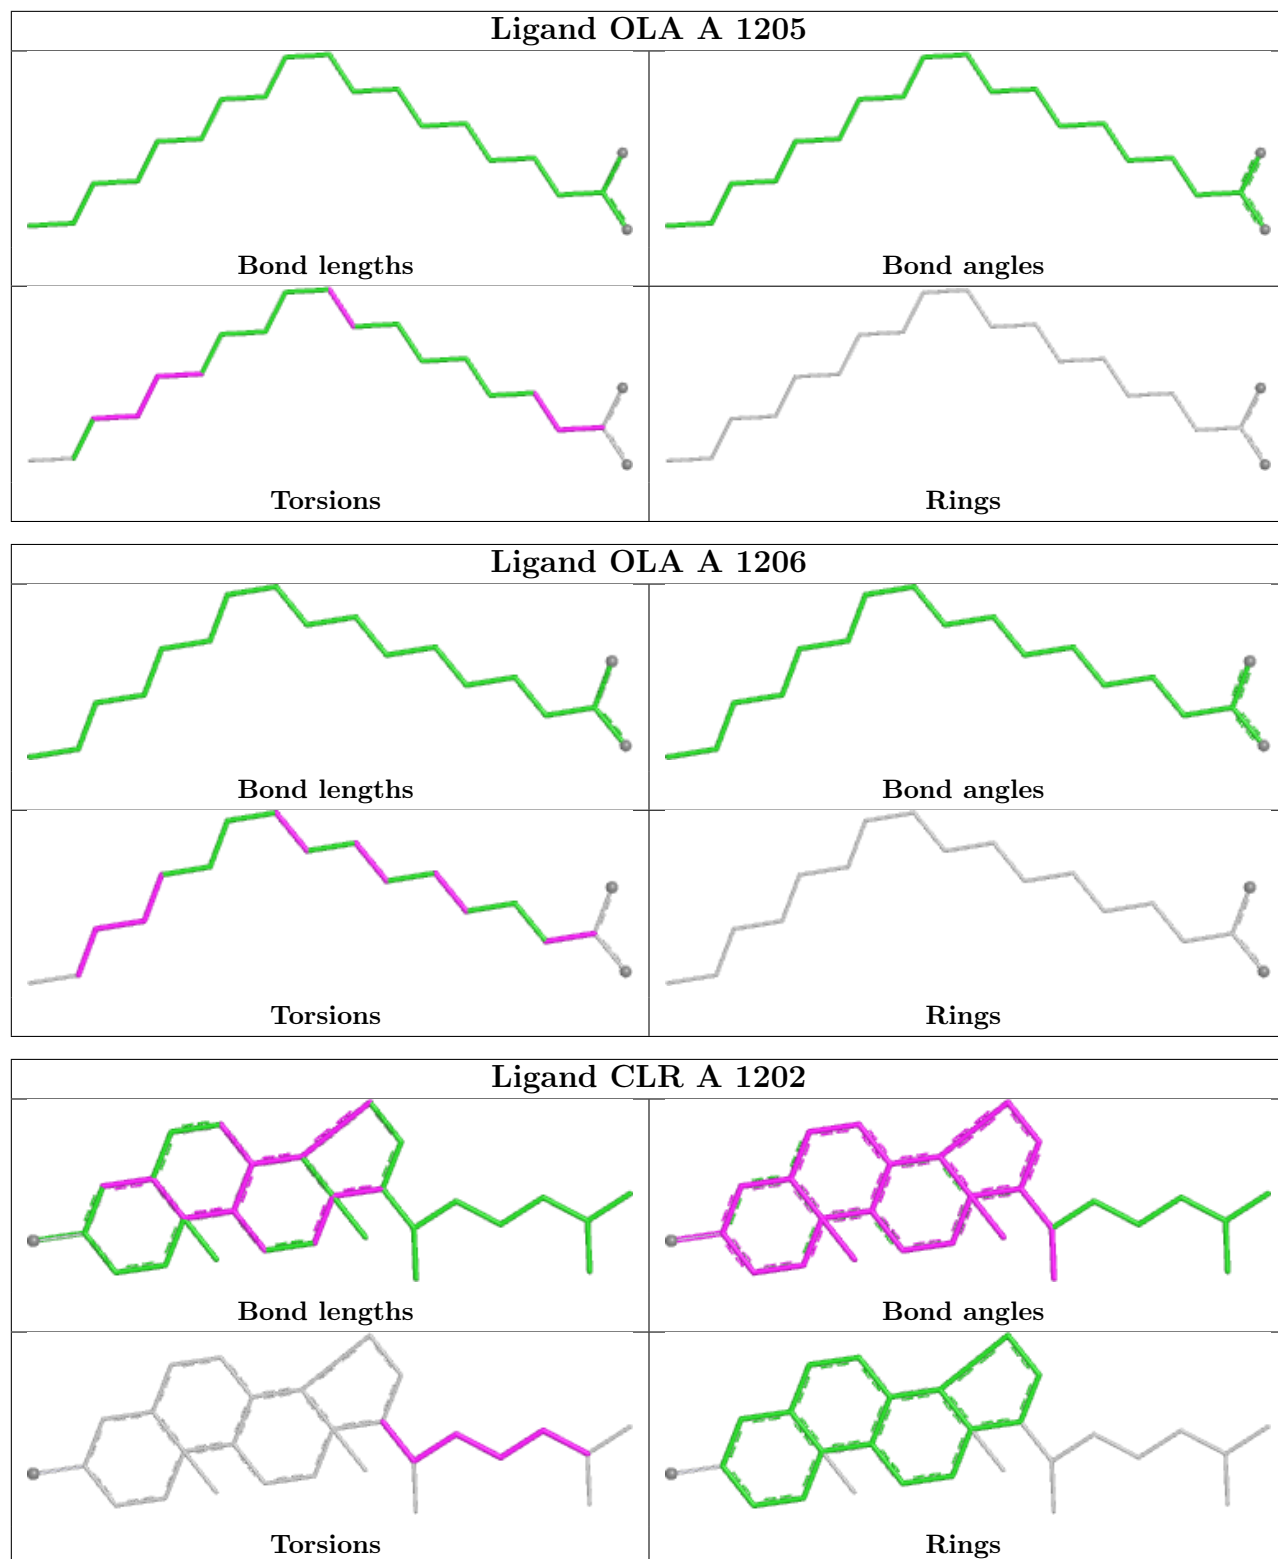 Ligand OLA A 1205
Bond lengths
Bond angles
Torsions
Rings
Ligand OLA A 1206
Bond lengths
Bond angles
Torsions
Rings
Ligand CLR A 1202
Bond lengths
Bond angles
Torsions
Rings